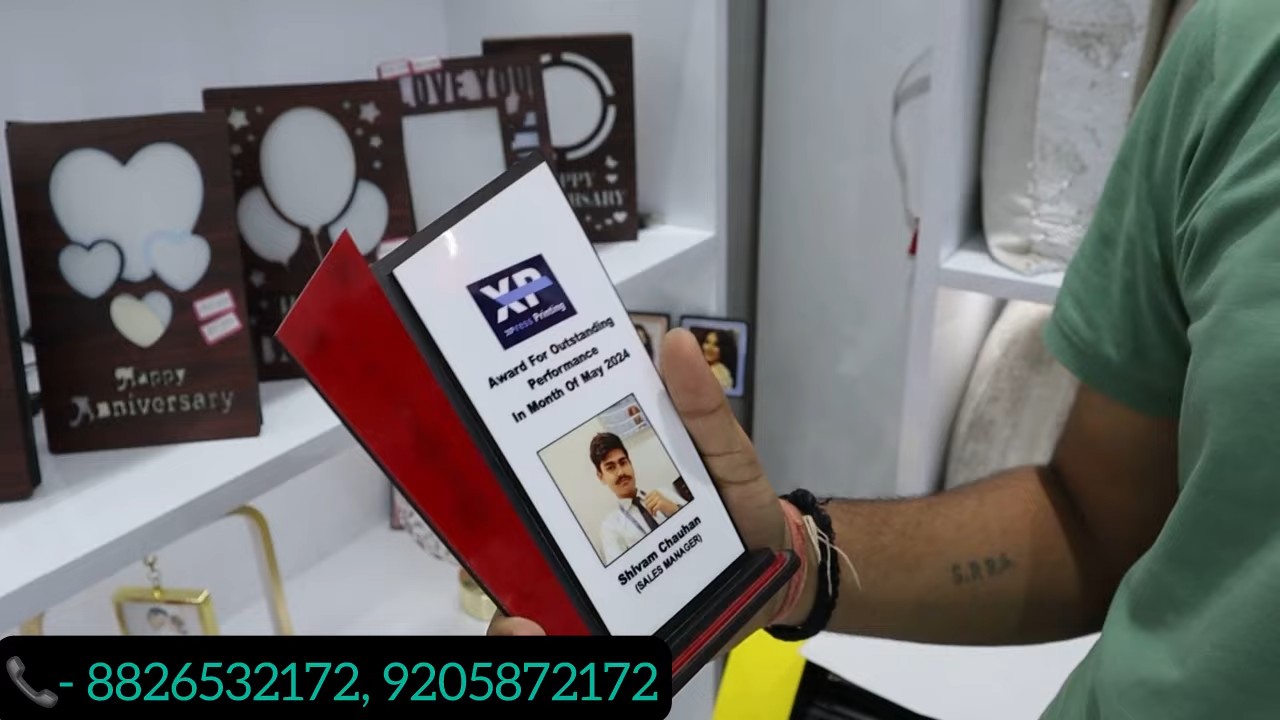 LOVE YOU!
Happy
Anniversary
XP
XPress Printing
Award For Outstanding
Performance
In Month Of May 2024
Shivam Chauhan
(SALES MANAGER)
- 8826532172, 9205872172